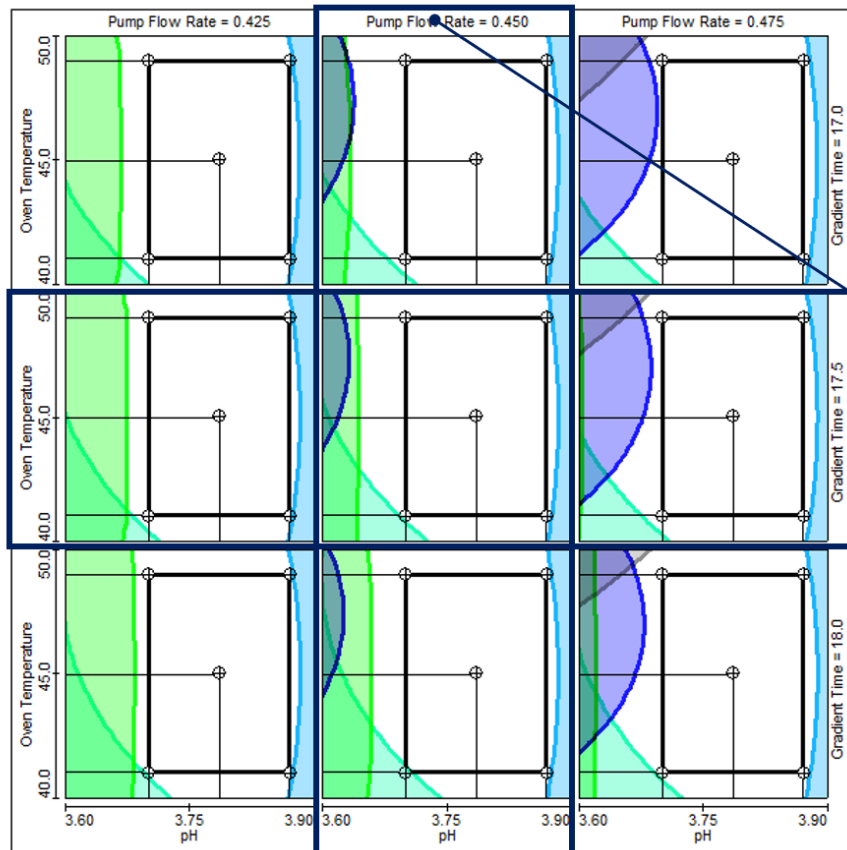 Pump Flow Rate = 0.425
Pump Flow Rate = 0.450
Pump Flow Rate = 0.475
50.0
45.0
40.0
Oven Temperature
Gradient Time = 17.0
50.0
45.0
40.0
Oven Temperature
Gradient Time = 17.5
50.0
45.0
40.0
Oven Temperature
Gradient Time = 18.0
3.60
3.75
3.90
3.60
3.75
3.90
3.60
3.75
3.90
pH
pH
pH